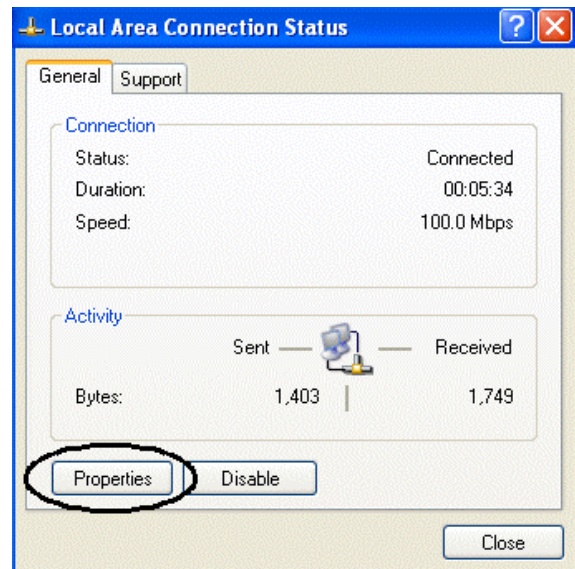 Local Area Connection Status
General Support
Connection
Status: Connected
Duration: 00:05:34
Speed: 100.0 Mbps
Activity
Sent Received
Bytes: 1,403 1,749
Properties Disable
Close